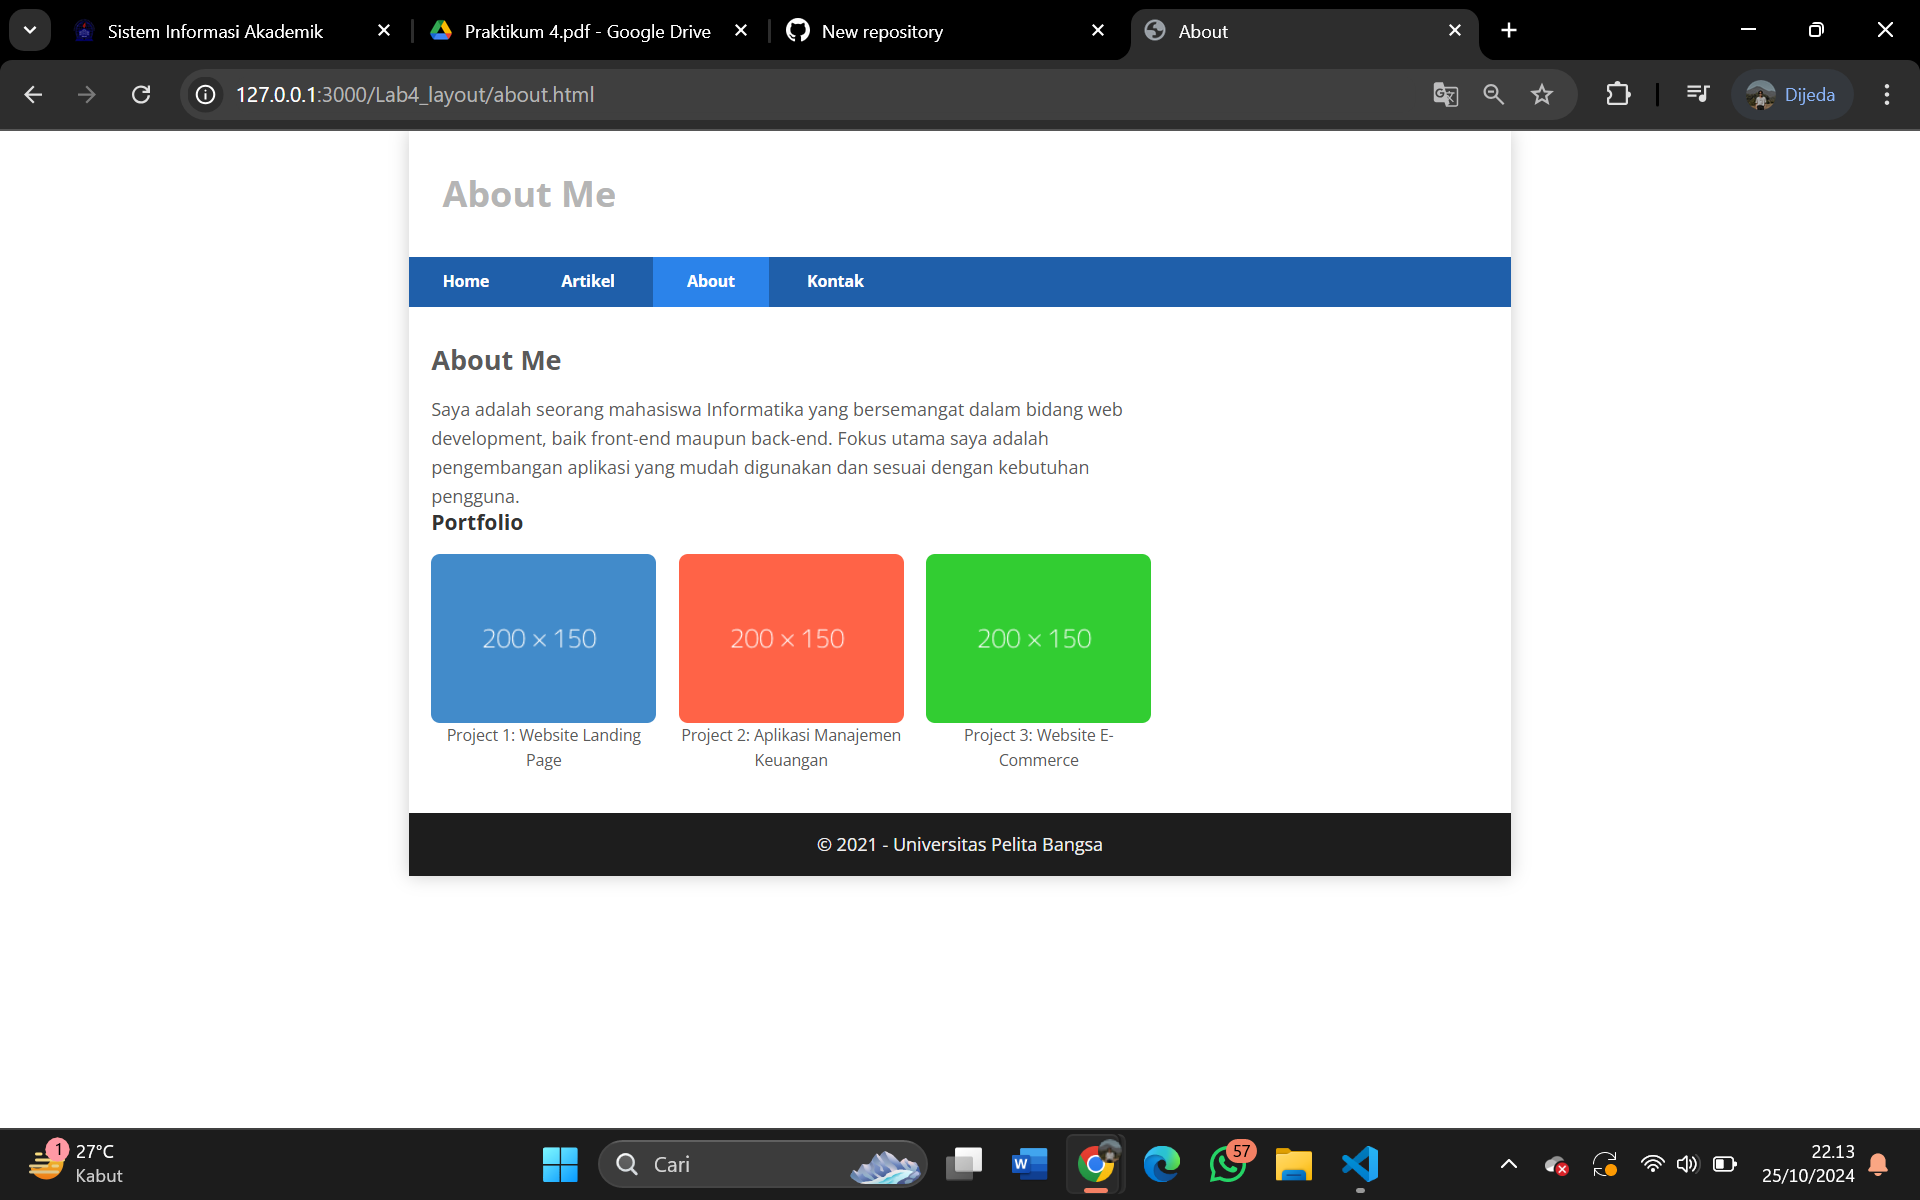 Sistem Informasi Akademik
Praktikum 4.pdf - Google Drive
New repository
About
127.0.0.1:3000/Lab4_layout/about.html
Dijeda
About Me
Home
Artikel
About
Kontak
About Me
Saya adalah seorang mahasiswa Informatika yang bersemangat dalam bidang web
development, baik front-end maupun back-end. Fokus utama saya adalah
pengembangan aplikasi yang mudah digunakan dan sesuai dengan kebutuhan
pengguna.
Portfolio
200 × 150
200 × 150
200 × 150
Project 1: Website Landing
Page
Project 2: Aplikasi Manajemen
Keuangan
Project 3: Website E-
Commerce
© 2021 - Universitas Pelita Bangsa
1
27°C
Kabut
Cari
W
57
22.13
25/10/2024